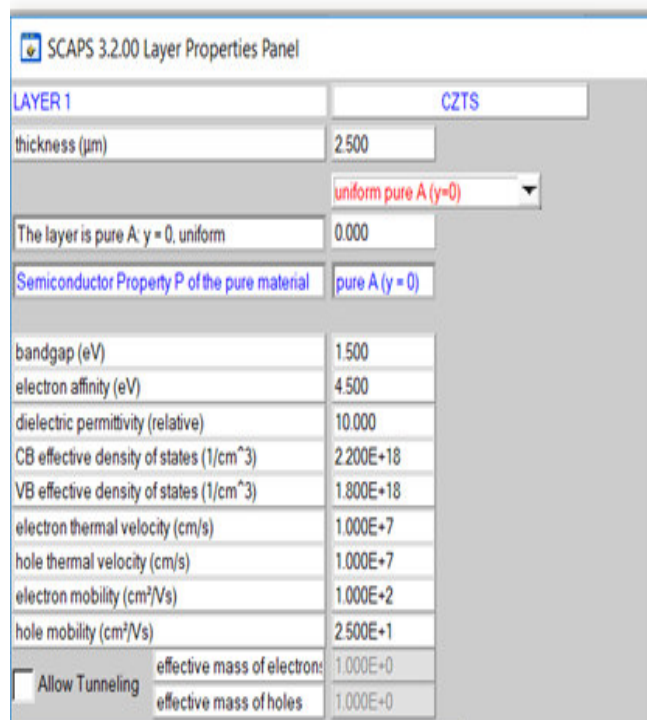 SCAPS 3.2.00 Layer Properties Panel
LAYER 1 CZTS
thickness (µm) 2.500
uniform pure A (y=0)
The layer is pure A: y = 0, uniform 0.000
Semiconductor Property P of the pure material pure A (y = 0)
bandgap (eV) 1.500
electron affinity (eV) 4.500
dielectric permittivity (relative) 10.000
CB effective density of states (1/cm^3) 2.200E+18
VB effective density of states (1/cm^3) 1.800E+18
electron thermal velocity (cm/s) 1.000E+7
hole thermal velocity (cm/s) 1.000E+7
electron mobility (cm²/Vs) 1.000E+2
hole mobility (cm²/Vs) 2.500E+1
Allow Tunneling
effective mass of electrons 1.000E+0
effective mass of holes 1.000E+0